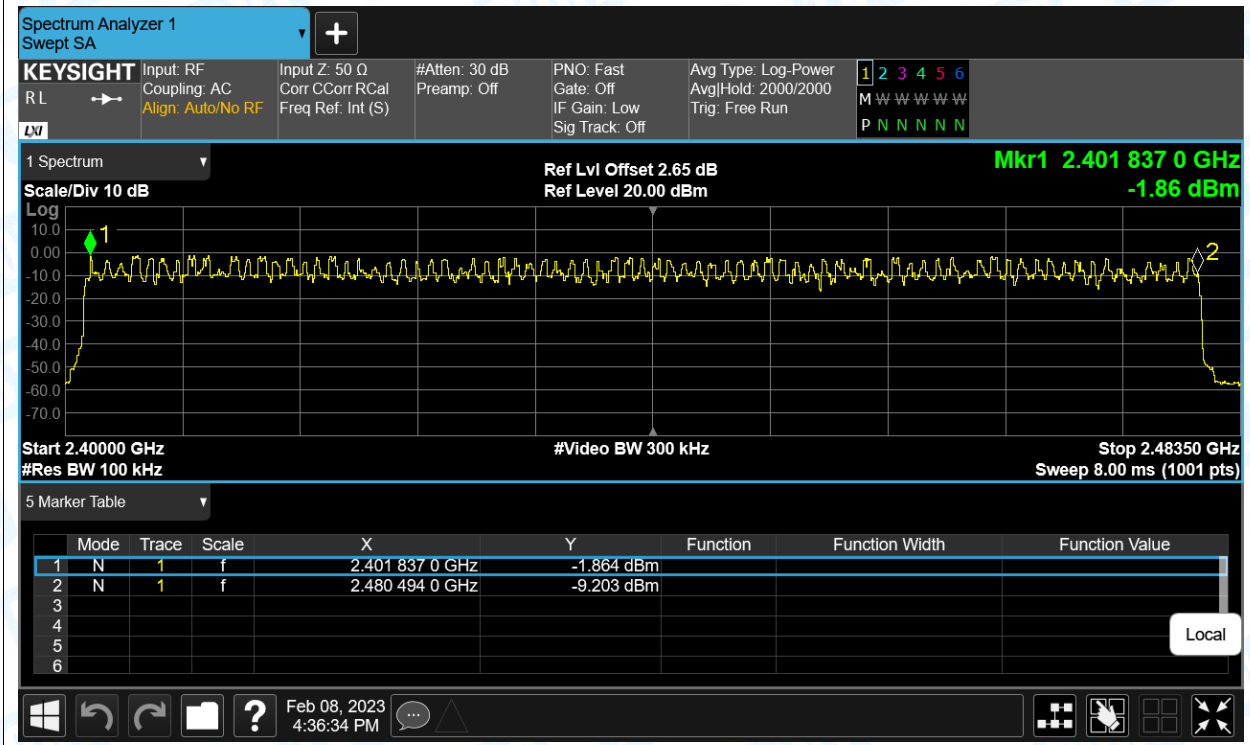 Spectrum Analyzer 1
Swept SA
+
KEYSIGHT
R L
LXI
Input: RF
Coupling: AC
Align: Auto/No RF
Input Z: 50 Ω
Corr CCorr RCal
Freq Ref: Int (S)
#Atten: 30 dB
Preamp: Off
PNO: Fast
Gate: Off
IF Gain: Low
Sig Track: Off
Avg Type: Log-Power
Avg|Hold: 2000/2000
Trig: Free Run
1 2 3 4 5 6
M W W W W W
P N N N N N
1 Spectrum
Scale/Div 10 dB
Ref Lvl Offset 2.65 dB
Ref Level 20.00 dBm
Mkr1 2.401 837 0 GHz
-1.86 dBm
Log
10.0
0.00
-10.0
-20.0
-30.0
-40.0
-50.0
-60.0
-70.0
1
2
Start 2.40000 GHz
#Res BW 100 kHz
#Video BW 300 kHz
Stop 2.48350 GHz
Sweep 8.00 ms (1001 pts)
5 Marker Table
Mode Trace Scale X Y Function Function Width Function Value
1 N 1 f 2.401 837 0 GHz -1.864 dBm
2 N 1 f 2.480 494 0 GHz -9.203 dBm
3
4
5
6
Local
?
Feb 08, 2023
4:36:34 PM